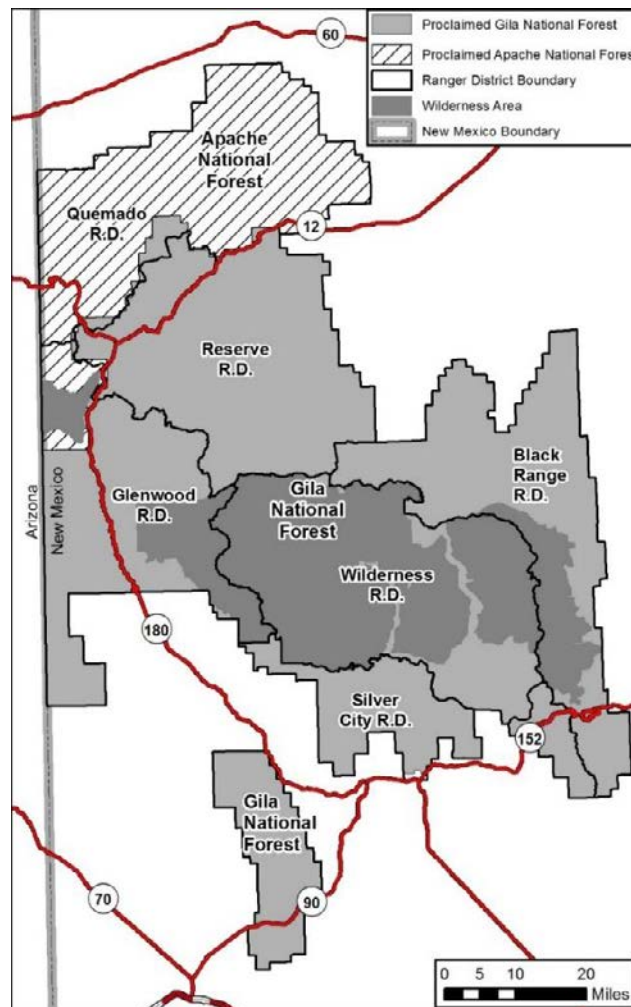 60
Proclaimed Gila National Forest
Proclaimed Apache National Forest
Ranger District Boundary
Wilderness Area
New Mexico Boundary
Apache
National
Forest
Quemado
R.D.
12
Reserve
R.D.
Black
Range
R.D.
Glenwood
R.D.
Gila
National
Forest
Arizona
New Mexico
Wilderness
R.D.
180
Silver
City R.D.
152
Gila
National
Forest
70
90
0 5 10 20
Miles